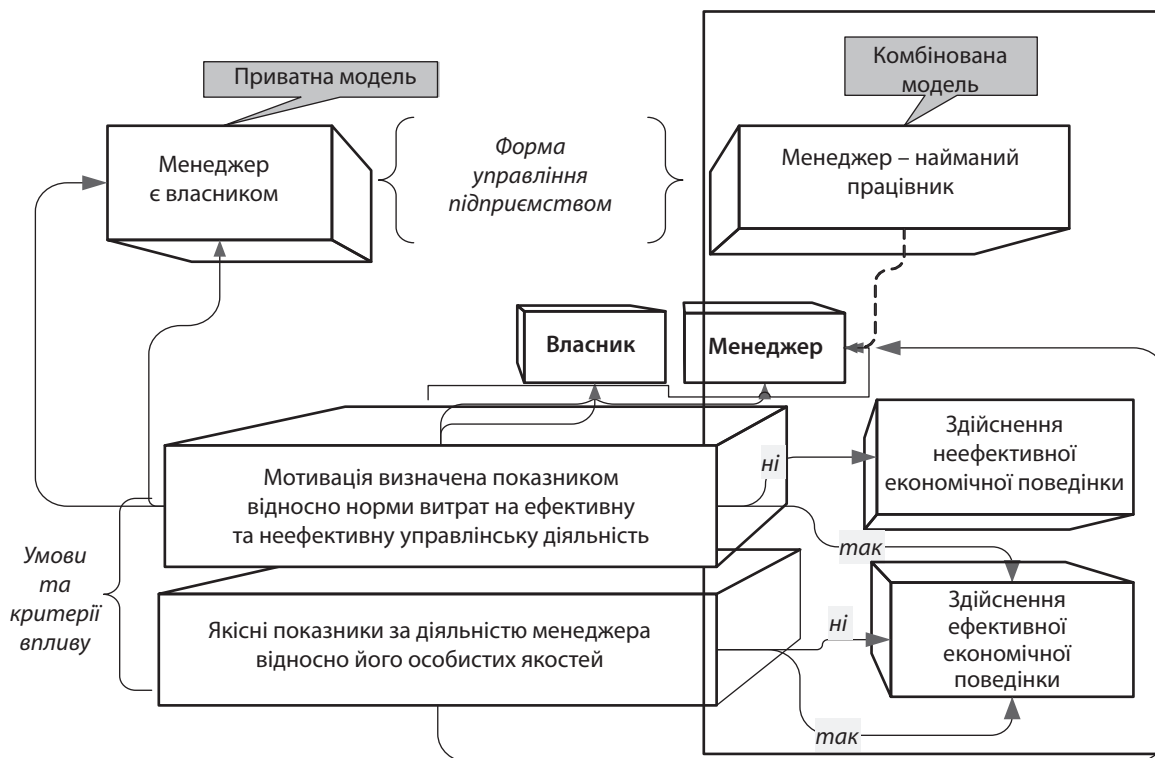 Приватна модель
Комбінована
модель
Менеджер
є власником
Форма
управління
підприємством
Менеджер – найманий
працівник
Власник
Менеджер
Мотивація визначена показником
відносно норми витрат на ефективну
та неефективну управлінську діяльність
ні
Здійснення
неефективної
економічної поведінки
так
Умови
та
критерії
впливу
Якісні показники за діяльністю менеджера
відносно його особистих якостей
ні
Здійснення
ефективної
економічної
поведінки
так